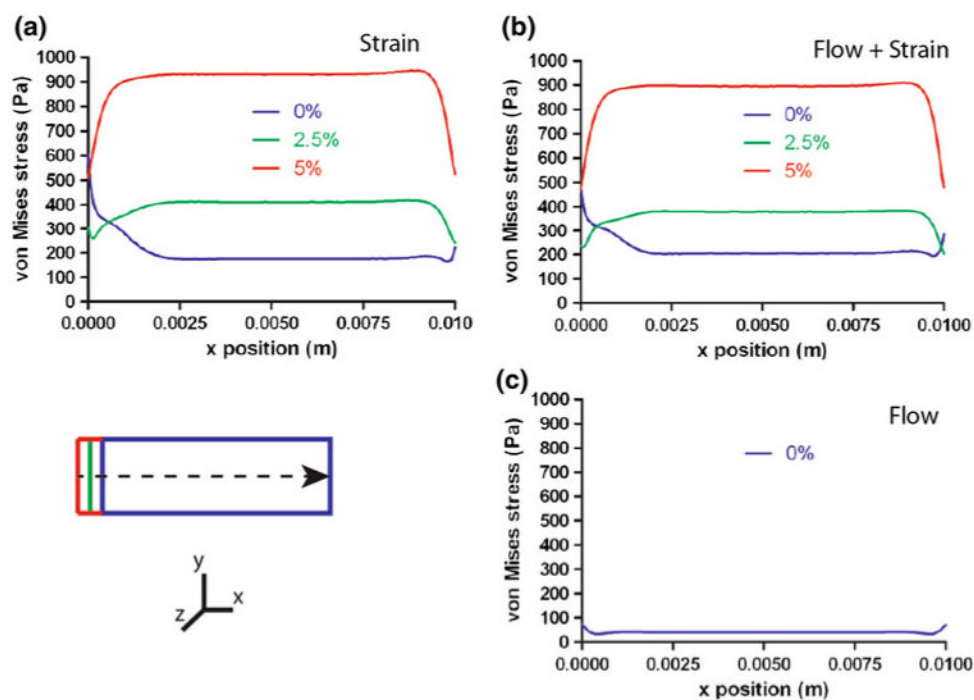 (a)
Strain
von Mises stress (Pa)
1000
900
800
700
600
500
400
300
200
100
0
0%
2.5%
5%
0.0000 0.0025 0.0050 0.0075 0.010
x position (m)
(b)
Flow + Strain
von Mises stress (Pa)
1000
900
800
700
600
500
400
300
200
100
0
0%
2.5%
5%
0.0000 0.0025 0.0050 0.0075 0.0100
x position (m)
y
x
z
(c)
Flow
von Mises stress (Pa)
1000
900
800
700
600
500
400
300
200
100
0
0%
0.0000 0.0025 0.0050 0.0075 0.0100
x position (m)